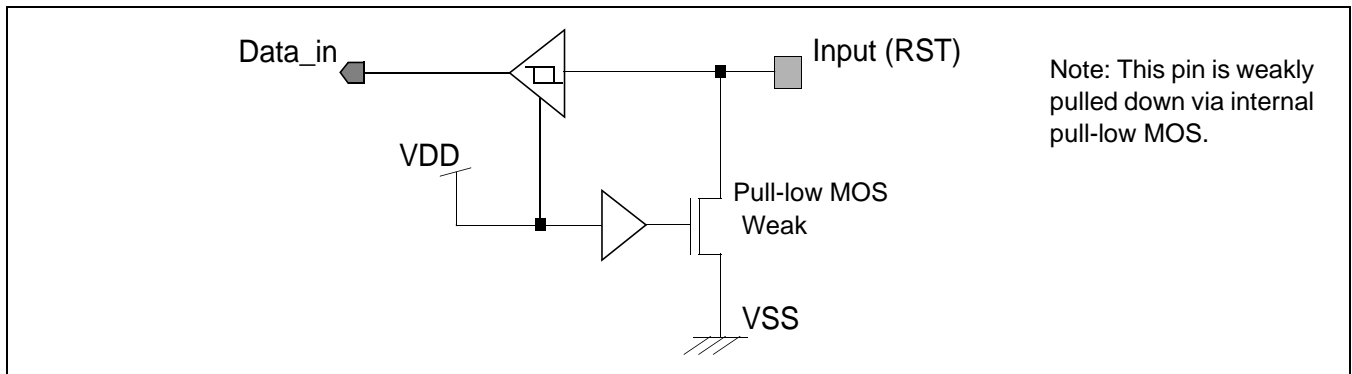 Data_in
Input (RST)
Note: This pin is weakly
pulled down via internal
pull-low MOS.
VDD
Pull-low MOS
Weak
VSS